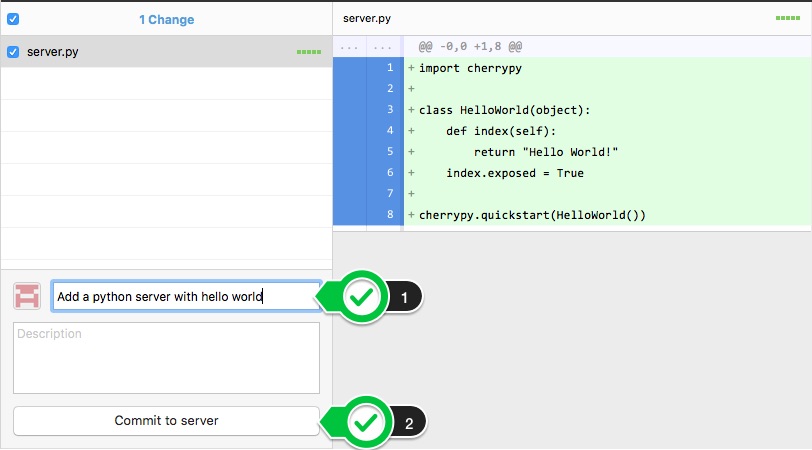 1 Change
server.py
server.py
... ... @@ -0,0 +1,8 @@
1 + import cherrypy
2 +
3 + class HelloWorld(object):
4 + def index(self):
5 + return "Hello World!"
6 + index.exposed = True
7 +
8 + cherrypy.quickstart(HelloWorld())
Add a python server with hello world
1
Description
Commit to server
2